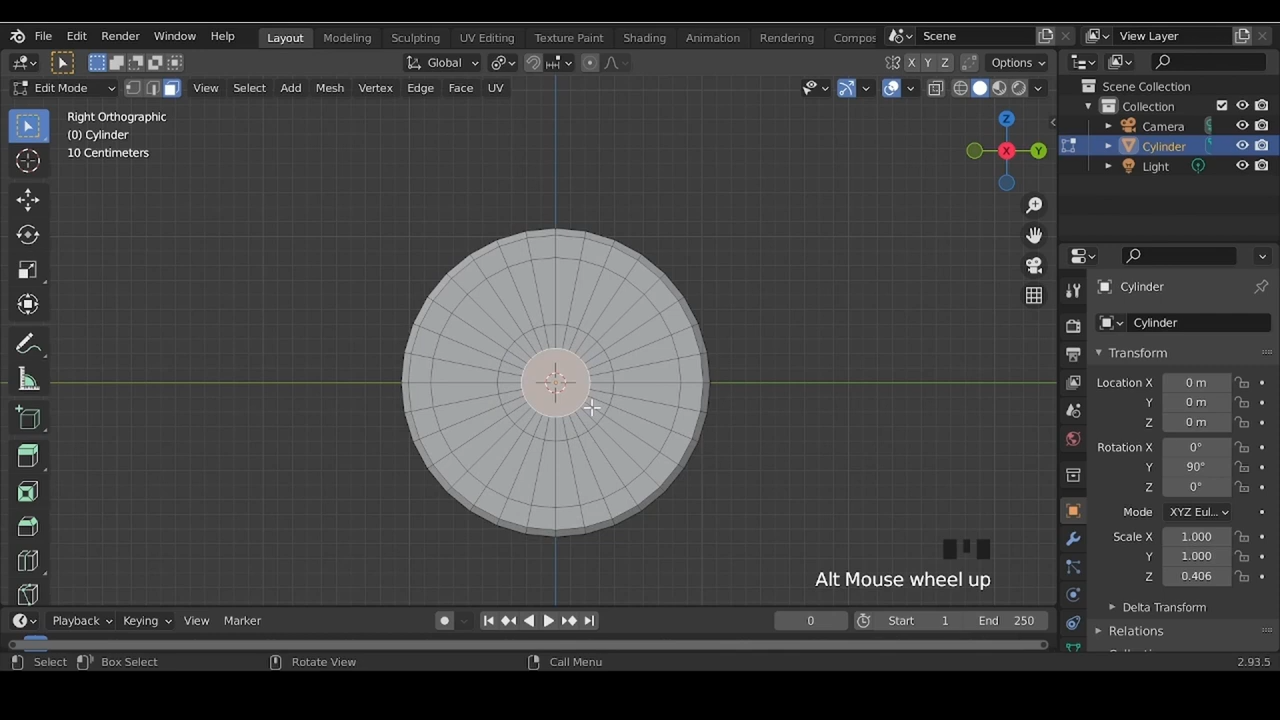 File Edit Render Window Help Layout Modeling Sculpting UV Editing Texture Paint Shading Animation Rendering Compos Scene View Layer
Global X Y Z Options
Edit Mode View Select Add Mesh Vertex Edge Face UV
Scene Collection
Collection
Camera
Cylinder
Light
Right Orthographic
(0) Cylinder
10 Centimeters
Z
X
Y
Cylinder
Cylinder
Transform
Location X 0 m
Y 0 m
Z 0 m
Rotation X 0°
Y 90°
Z 0°
Mode XYZ Eul...
Scale X 1.000
Y 1.000
Z 0.406
Delta Transform
Relations
Alt Mouse wheel up
Playback Keying View Marker 0 Start 1 End 250
Select Box Select Rotate View Call Menu 2.93.5